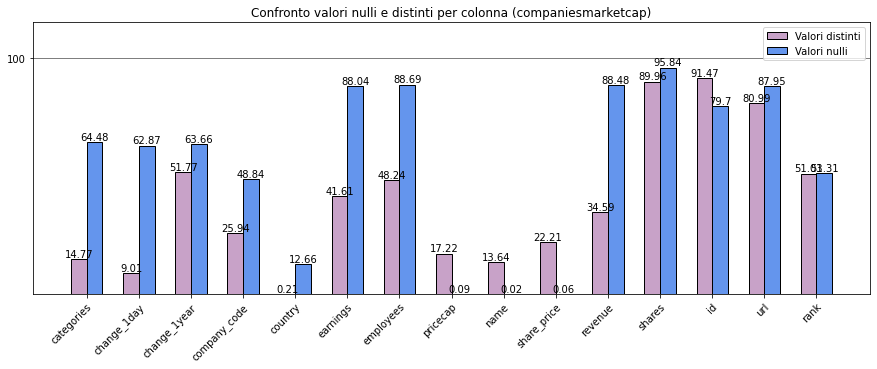 Confronto valori nulli e distinti per colonna (companiesmarketcap)
Valori distinti
Valori nulli
100
14.77
64.48
9.01
62.87
51.77
63.66
25.94
48.84
0.21
12.66
41.61
88.04
48.24
88.69
17.22
0.09
13.64
0.02
22.21
0.06
34.59
88.48
89.96
95.84
91.47
79.7
80.99
87.95
51.31
categories
change_1day
change_1year
company_code
country
earnings
employees
pricecap
name
share_price
revenue
shares
id
url
rank